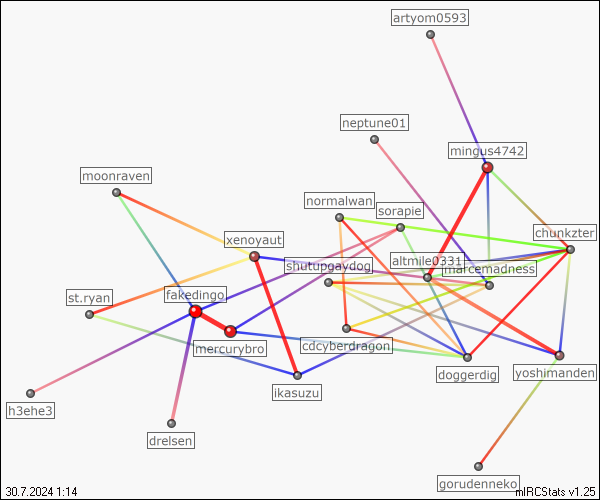 artyom0593
neptune01
mingus4742
moonraven
normalwan
sorapie
chunkzter
xenoyaut
altmile0331
shutupgaydog
marcemadness
st.ryan
fakedingo
mercurybro
cdcyberdragon
doggerdig
yoshimanden
ikasuzu
h3ehe3
drelsen
gorudenneko
30.7.2024 1:14
mIRCStats v1.25